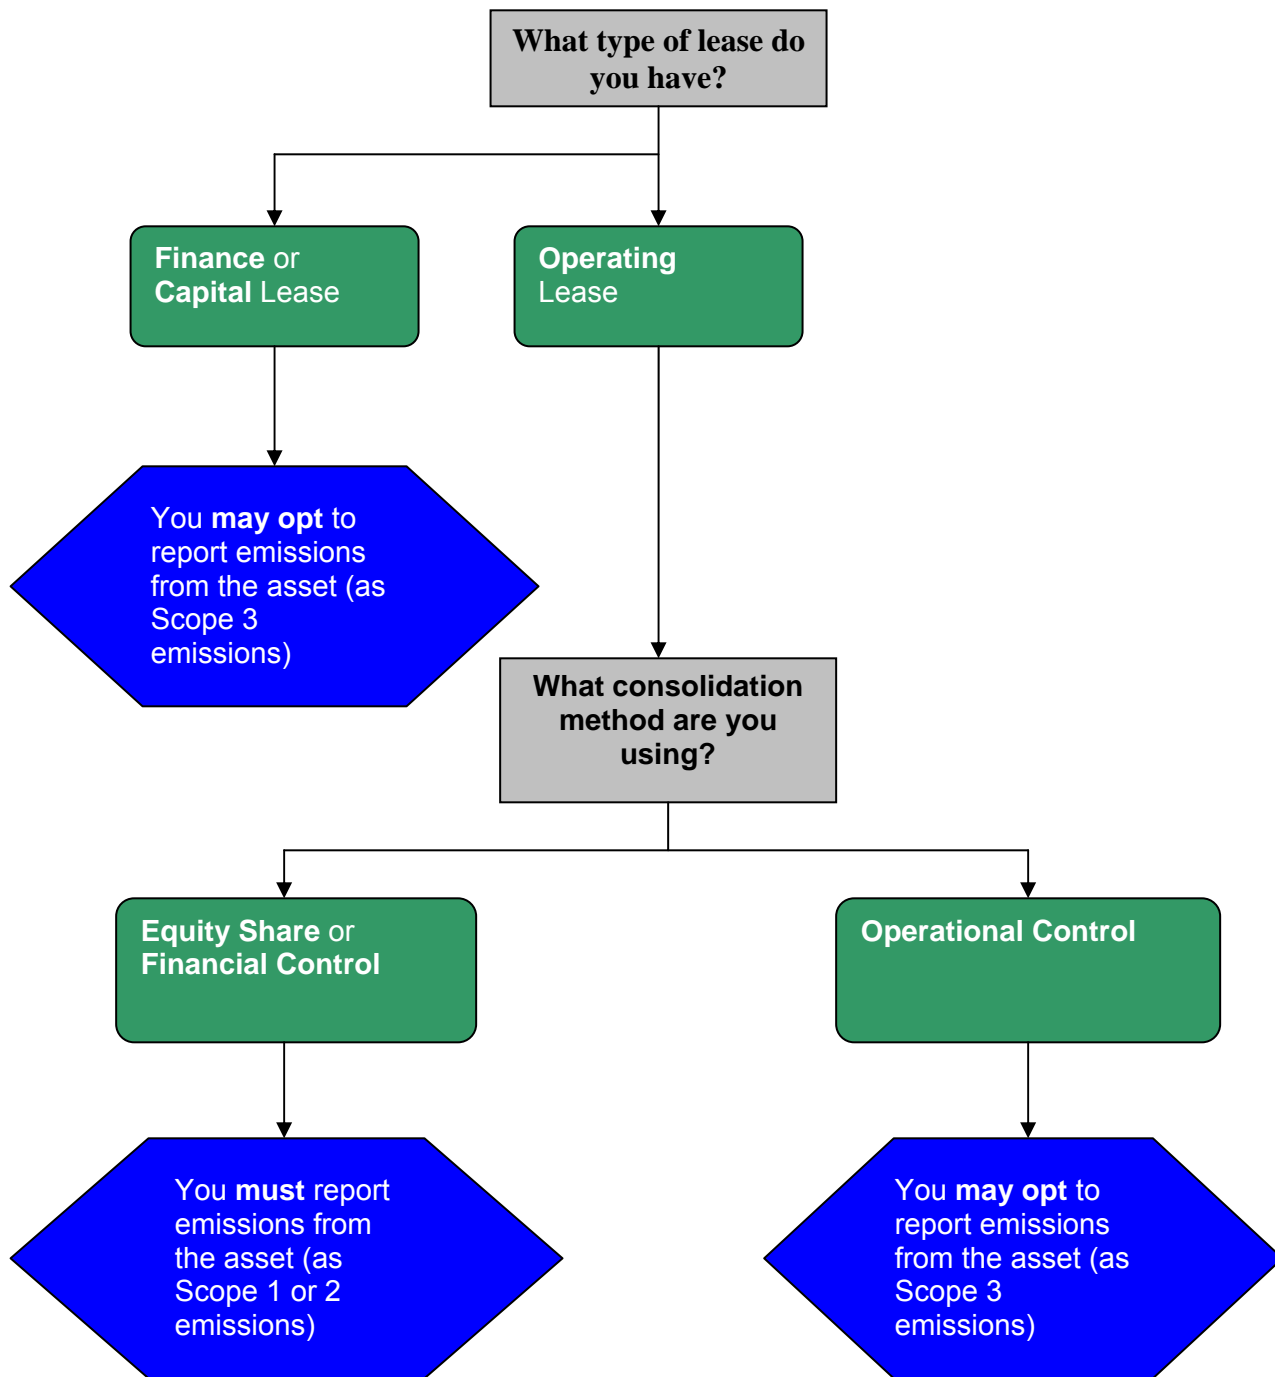 What type of lease do
you have?
Finance or
Capital Lease
Operating
Lease
You may opt to
report emissions
from the asset (as
Scope 3
emissions)
What consolidation
method are you
using?
Equity Share or
Financial Control
Operational Control
You must report
emissions from
the asset (as
Scope 1 or 2
emissions)
You may opt to
report emissions
from the asset (as
Scope 3
emissions)